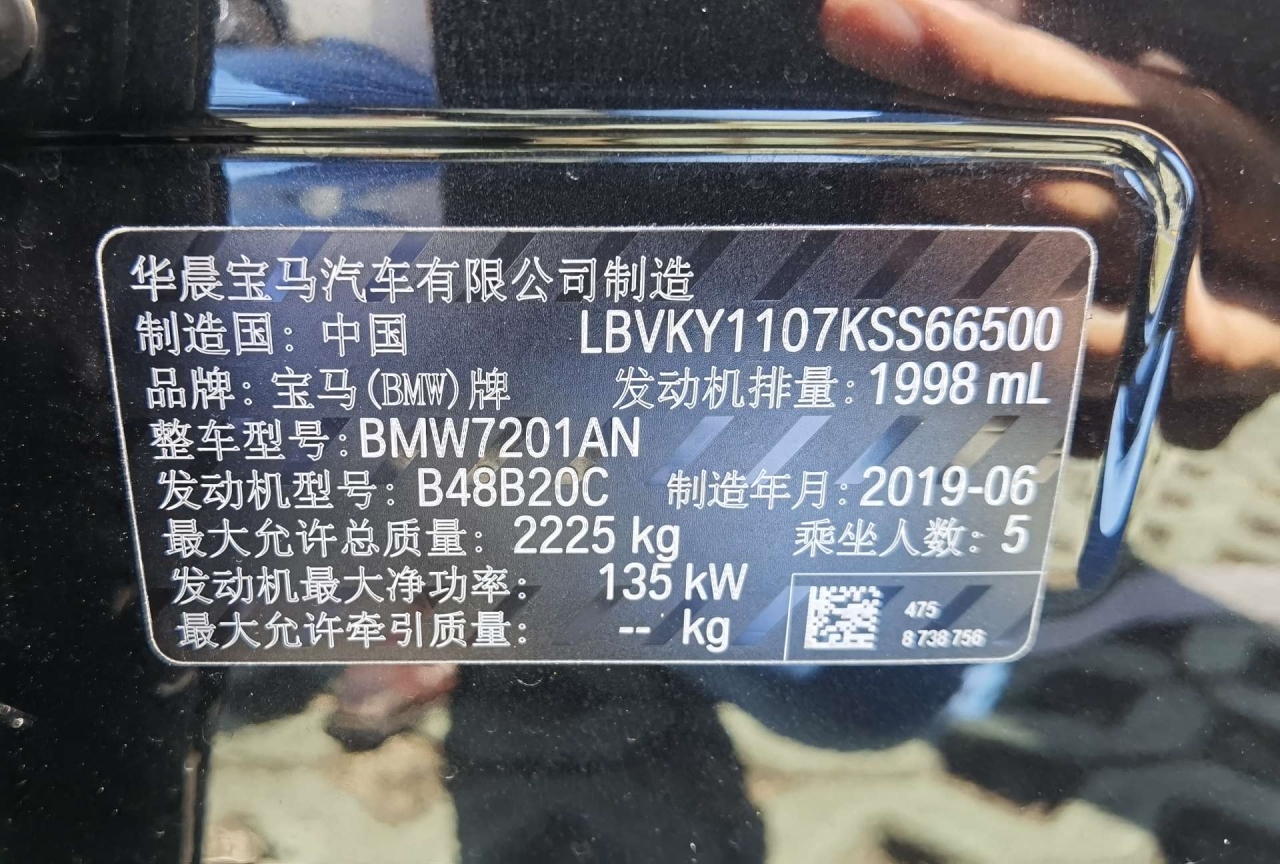 华晨宝马汽车有限公司制造
制造国：中国 LBVKY1107KSS66500
品牌：宝马(BMW)牌 发动机排量：1998 mL
整车型号：BMW7201AN
发动机型号：B48B20C 制造年月：2019-06
最大允许总质量：2225 kg 乘坐人数：5
发动机最大净功率：135 kW
最大允许牵引质量：-- kg
475
8 738 756